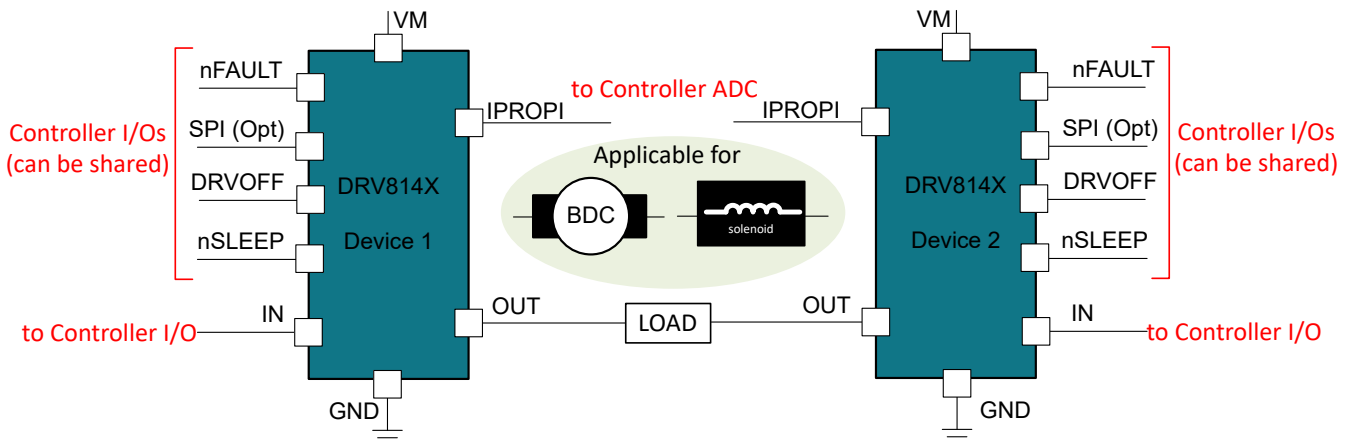 VM
nFAULT
SPI (Opt)
DRVOFF
nSLEEP
Controller I/Os
(can be shared)
IN
to Controller I/O
DRV814X
Device 1
IPROPI
OUT
GND
to Controller ADC
Applicable for
BDC
solenoid
LOAD
VM
IPROPI
OUT
DRV814X
Device 2
nFAULT
SPI (Opt)
DRVOFF
nSLEEP
Controller I/Os
(can be shared)
IN
to Controller I/O
GND